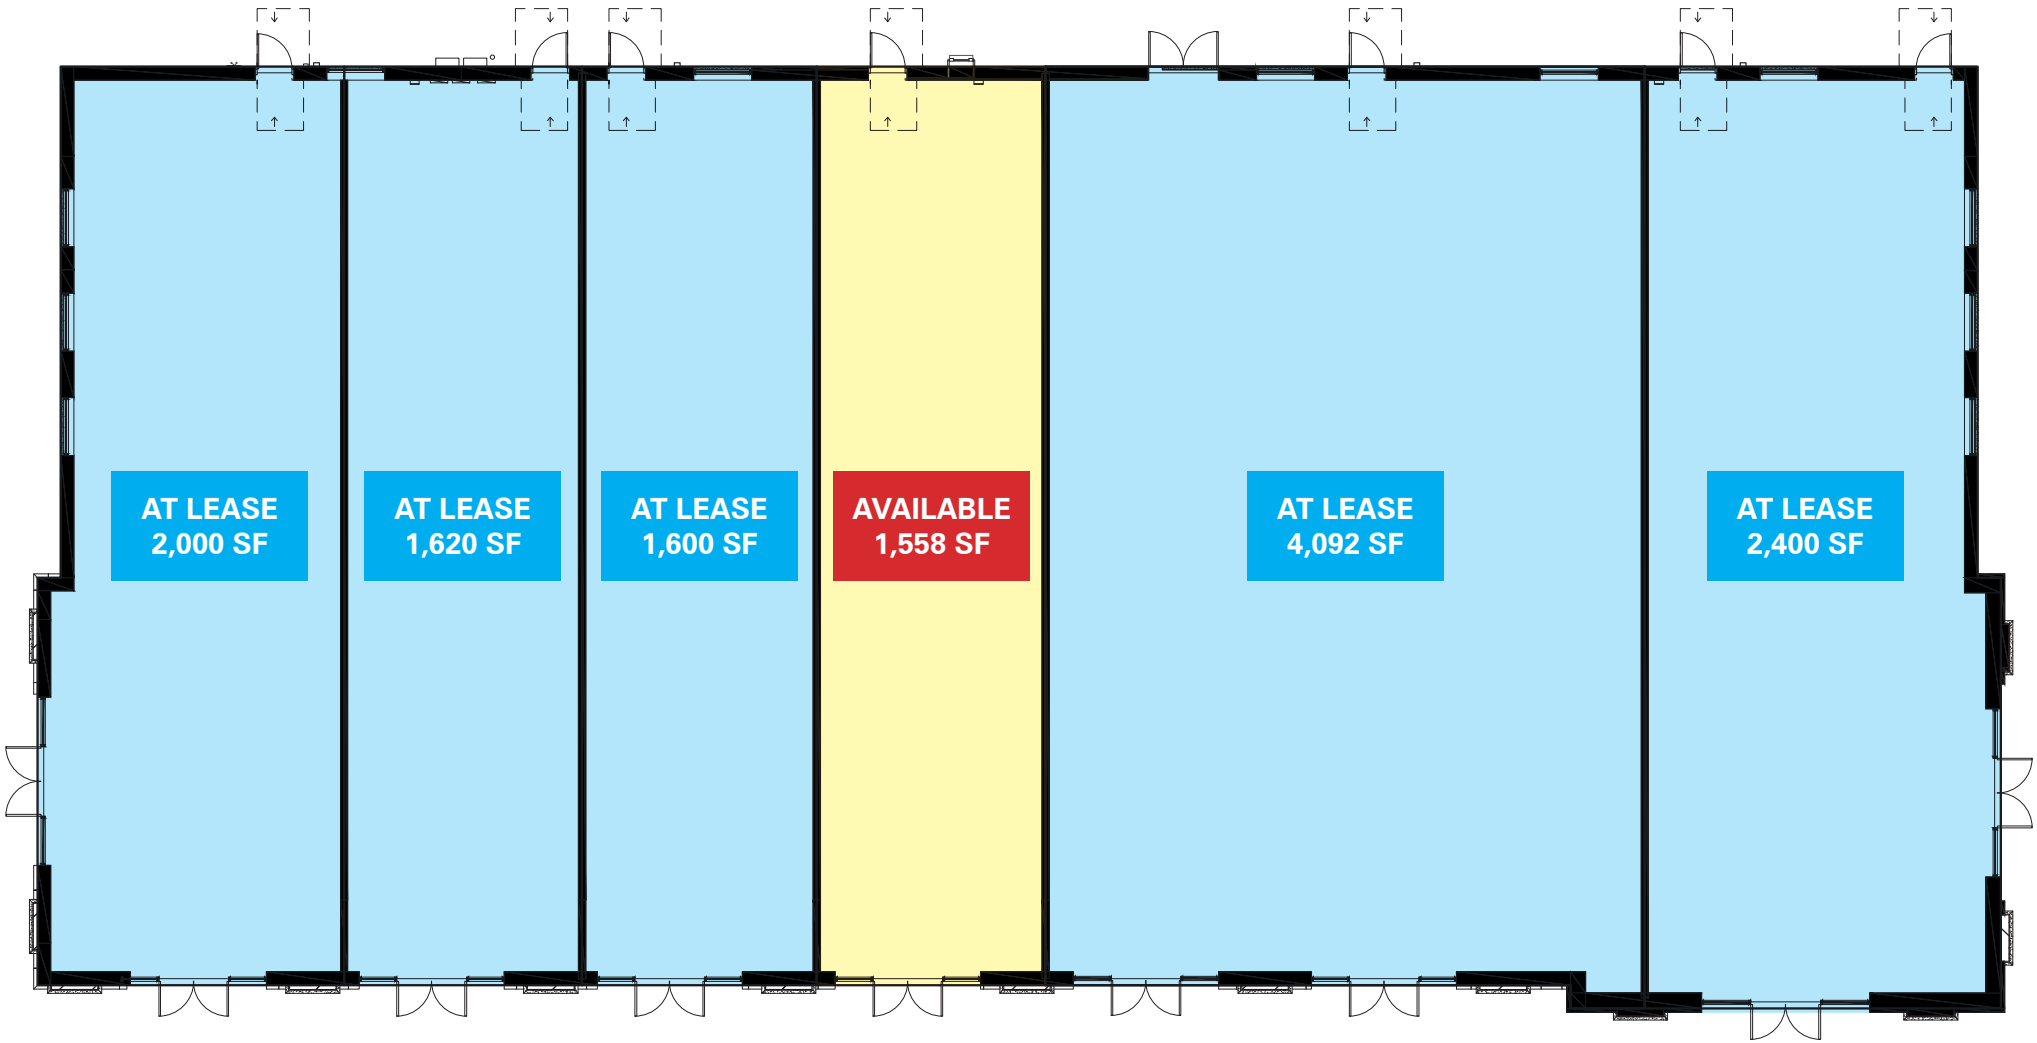 AT LEASE
2,000 SF
AT LEASE
1,620 SF
AT LEASE
1,600 SF
AVAILABLE
1,558 SF
AT LEASE
4,092 SF
AT LEASE
2,400 SF